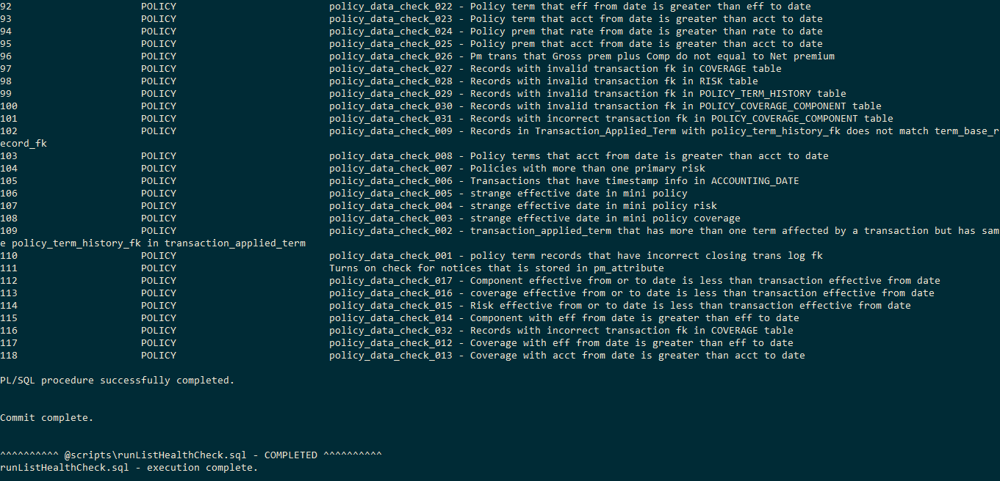 92 POLICY policy_data_check_022 - Policy term that eff from date is greater than eff to date
93 POLICY policy_data_check_023 - Policy term that acct from date is greater than acct to date
94 POLICY policy_data_check_024 - Policy prem that rate from date is greater than rate to date
95 POLICY policy_data_check_025 - Policy prem that acct from date is greater than acct to date
96 POLICY policy_data_check_026 - Pm trans that Gross prem plus Comp do not equal to Net premium
97 POLICY policy_data_check_027 - Records with invalid transaction fk in COVERAGE table
98 POLICY policy_data_check_028 - Records with invalid transaction fk in RISK table
99 POLICY policy_data_check_029 - Records with invalid transaction fk in POLICY_TERM_HISTORY table
100 POLICY policy_data_check_030 - Records with invalid transaction fk in POLICY_COVERAGE_COMPONENT table
101 POLICY policy_data_check_031 - Records with incorrect transaction fk in POLICY_COVERAGE_COMPONENT table
102 POLICY policy_data_check_009 - Records in Transaction_Applied_Term with policy_term_history_fk does not match term_base_r
ecord_fk
103 POLICY policy_data_check_008 - Policy terms that acct from date is greater than acct to date
104 POLICY policy_data_check_007 - Policies with more than one primary risk
105 POLICY policy_data_check_006 - Transactions that have timestamp info in ACCOUNTING_DATE
106 POLICY policy_data_check_005 - strange effective date in mini policy
107 POLICY policy_data_check_004 - strange effective date in mini policy risk
108 POLICY policy_data_check_003 - strange effective date in mini policy coverage
109 POLICY policy_data_check_002 - transaction_applied_term that has more than one term affected by a transaction but has sam
e policy_term_history_fk in transaction_applied_term
110 POLICY policy_data_check_001 - policy term records that have incorrect closing trans log fk
111 POLICY Turns on check for notices that is stored in pm_attribute
112 POLICY policy_data_check_017 - Component effective from or to date is less than transaction effective from date
113 POLICY policy_data_check_016 - coverage effective from or to date is less than transaction effective from date
114 POLICY policy_data_check_015 - Risk effective from or to date is less than transaction effective from date
115 POLICY policy_data_check_014 - Component with eff from date is greater than eff to date
116 POLICY policy_data_check_032 - Records with incorrect transaction fk in COVERAGE table
117 POLICY policy_data_check_012 - Coverage with eff from date is greater than eff to date
118 POLICY policy_data_check_013 - Coverage with acct from date is greater than acct to date
PL/SQL procedure successfully completed.
Commit complete.
^^^^^^^^^^ @scripts\runListHealthCheck.sql - COMPLETED ^^^^^^^^^^
runListHealthCheck.sql - execution complete.